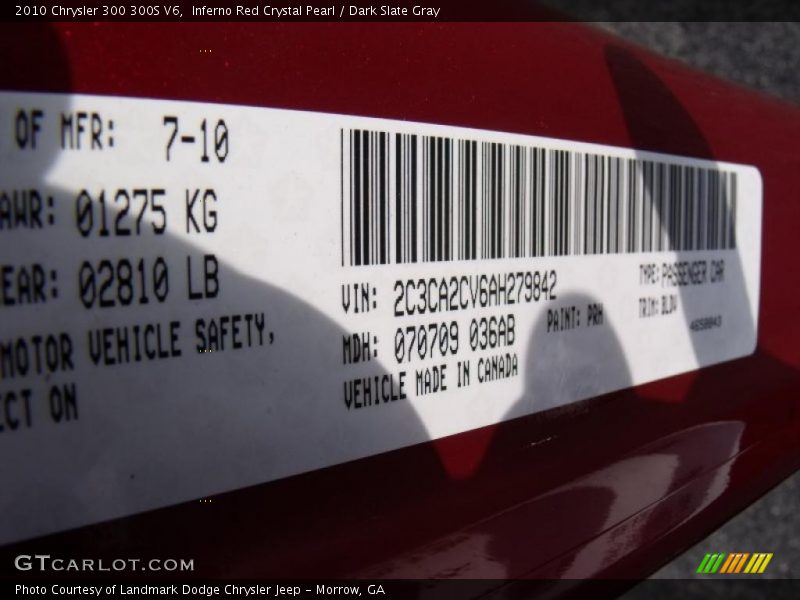 2010 Chrysler 300 300S V6,  Inferno Red Crystal Pearl / Dark Slate Gray
OF MFR: 7-10
AWR: 01275 KG
EAR: 02810 LB
MOTOR VEHICLE SAFETY,
ECT ON
VIN: 2C3CA2CV6AH279842
TYPE: PASSENGER CAR
MDH: 070709 036AB
PAINT: PRH
TRIM: BLDV
VEHICLE MADE IN CANADA
GTCARLOT.COM
Photo Courtesy of Landmark Dodge Chrysler Jeep - Morrow, GA